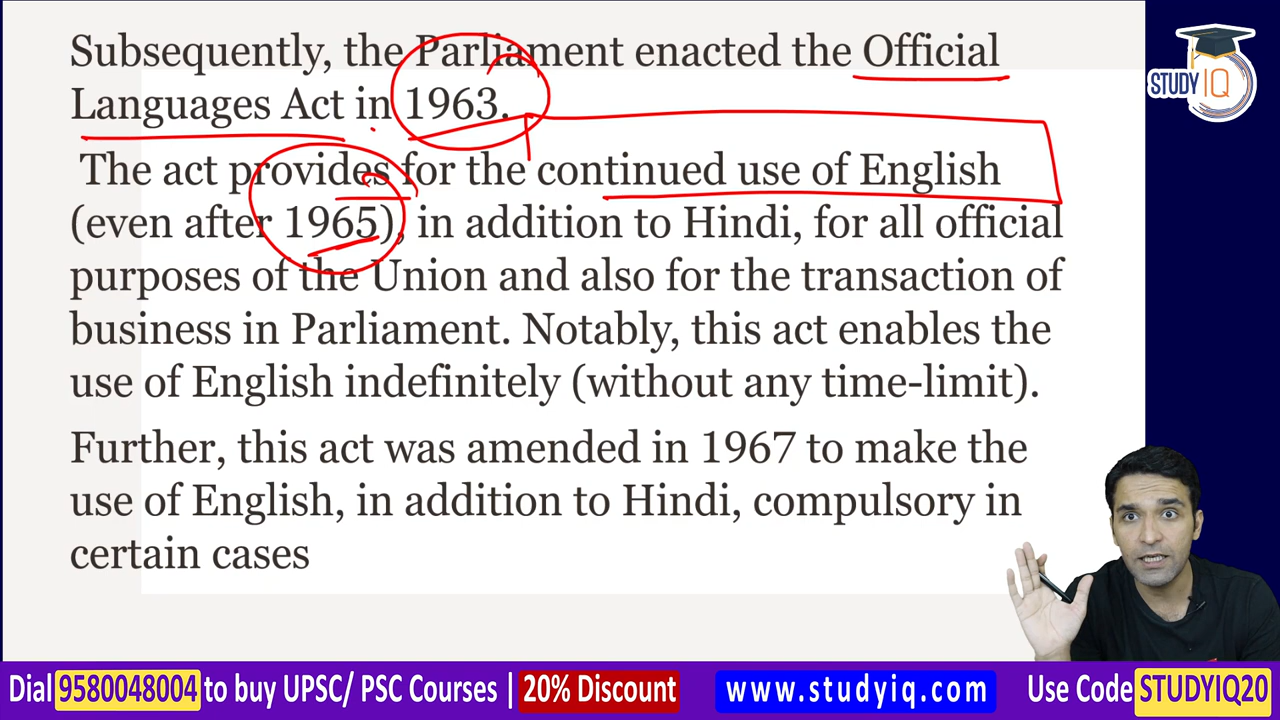 Subsequently, the Parliament enacted the Official
Languages Act in 1963.
The act provides for the continued use of English
(even after 1965), in addition to Hindi, for all official
purposes of the Union and also for the transaction of
business in Parliament. Notably, this act enables the
use of English indefinitely (without any time-limit).
Further, this act was amended in 1967 to make the
use of English, in addition to Hindi, compulsory in
certain cases
STUDY IQ
Dial 9580048004 to buy UPSC/ PSC Courses | 20% Discount www.studyiq.com Use Code STUDYIQ20